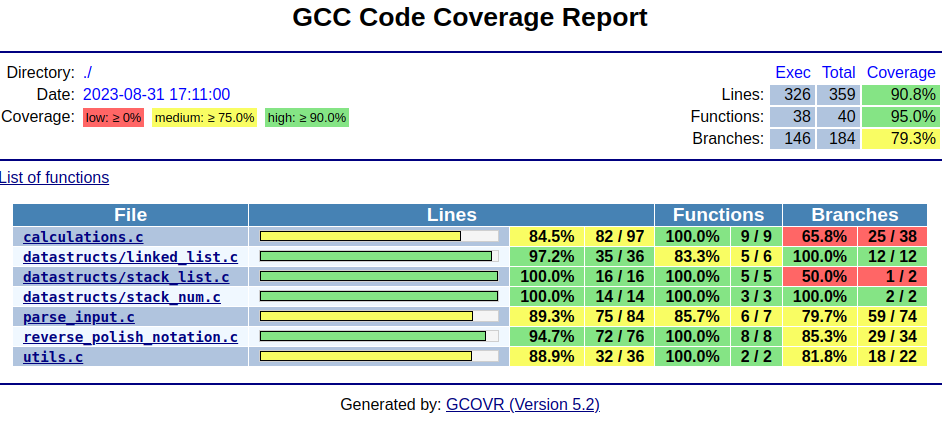 GCC Code Coverage Report
Directory: ./
Date: 2023-08-31 17:11:00
Coverage: low: ≥ 0% medium: ≥ 75.0% high: ≥ 90.0%
Exec Total Coverage
Lines: 326 359 90.8%
Functions: 38 40 95.0%
Branches: 146 184 79.3%
List of functions
File Lines Functions Branches
calculations.c 84.5% 82 / 97 100.0% 9 / 9 65.8% 25 / 38
datastructs/linked_list.c 97.2% 35 / 36 83.3% 5 / 6 100.0% 12 / 12
datastructs/stack_list.c 100.0% 16 / 16 100.0% 5 / 5 50.0% 1 / 2
datastructs/stack_num.c 100.0% 14 / 14 100.0% 3 / 3 100.0% 2 / 2
parse_input.c 89.3% 75 / 84 85.7% 6 / 7 79.7% 59 / 74
reverse_polish_notation.c 94.7% 72 / 76 100.0% 8 / 8 85.3% 29 / 34
utils.c 88.9% 32 / 36 100.0% 2 / 2 81.8% 18 / 22
Generated by: GCOVR (Version 5.2)